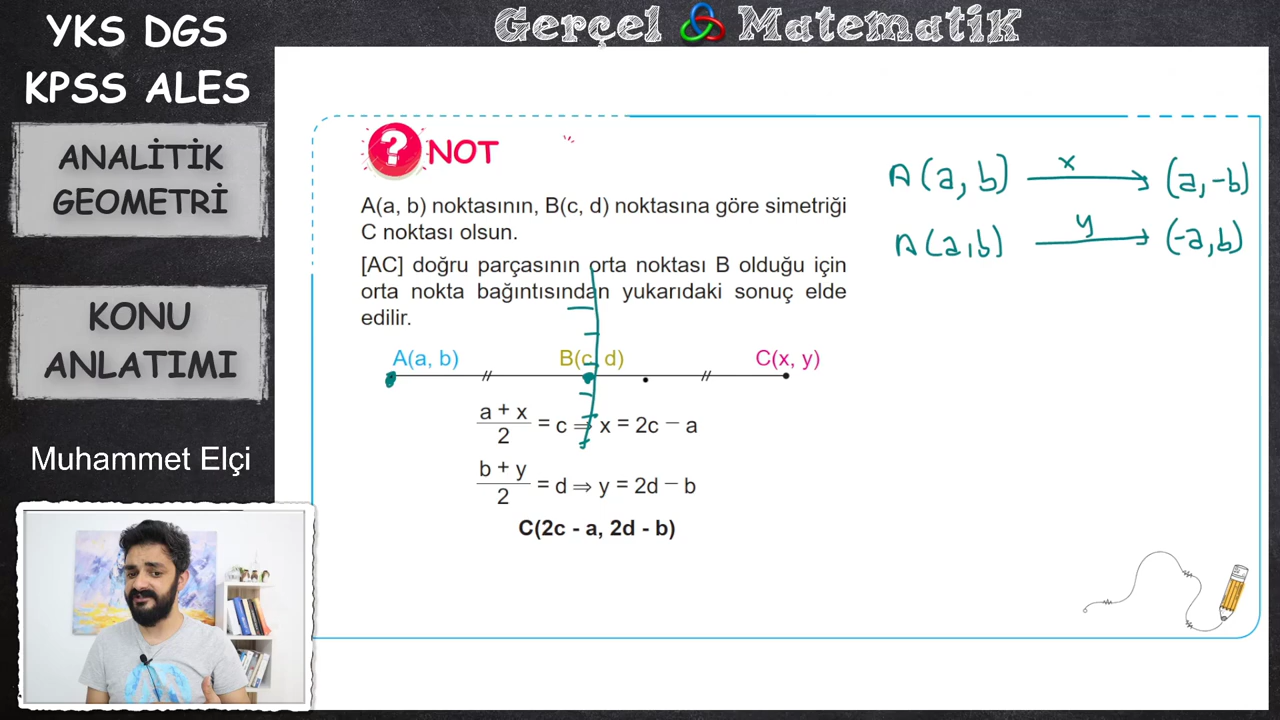 Gerçel Matematik
YKS DGS
KPSS ALES
ANALİTİK
GEOMETRİ
KONU
ANLATIMI
Muhammet Elçi
? NOT
A(a, b) noktasının, B(c, d) noktasına göre simetriği
C noktası olsun.
[AC] doğru parçasının orta noktası B olduğu için
orta nokta bağıntısından yukarıdaki sonuç elde
edilir.
A(a, b) B(c, d) C(x, y)
a + x / 2 = c ⇒ x = 2c − a
b + y / 2 = d ⇒ y = 2d − b
C(2c - a, 2d - b)
A(a, b) x → (a, -b)
A(a,b) y → (-a, b)